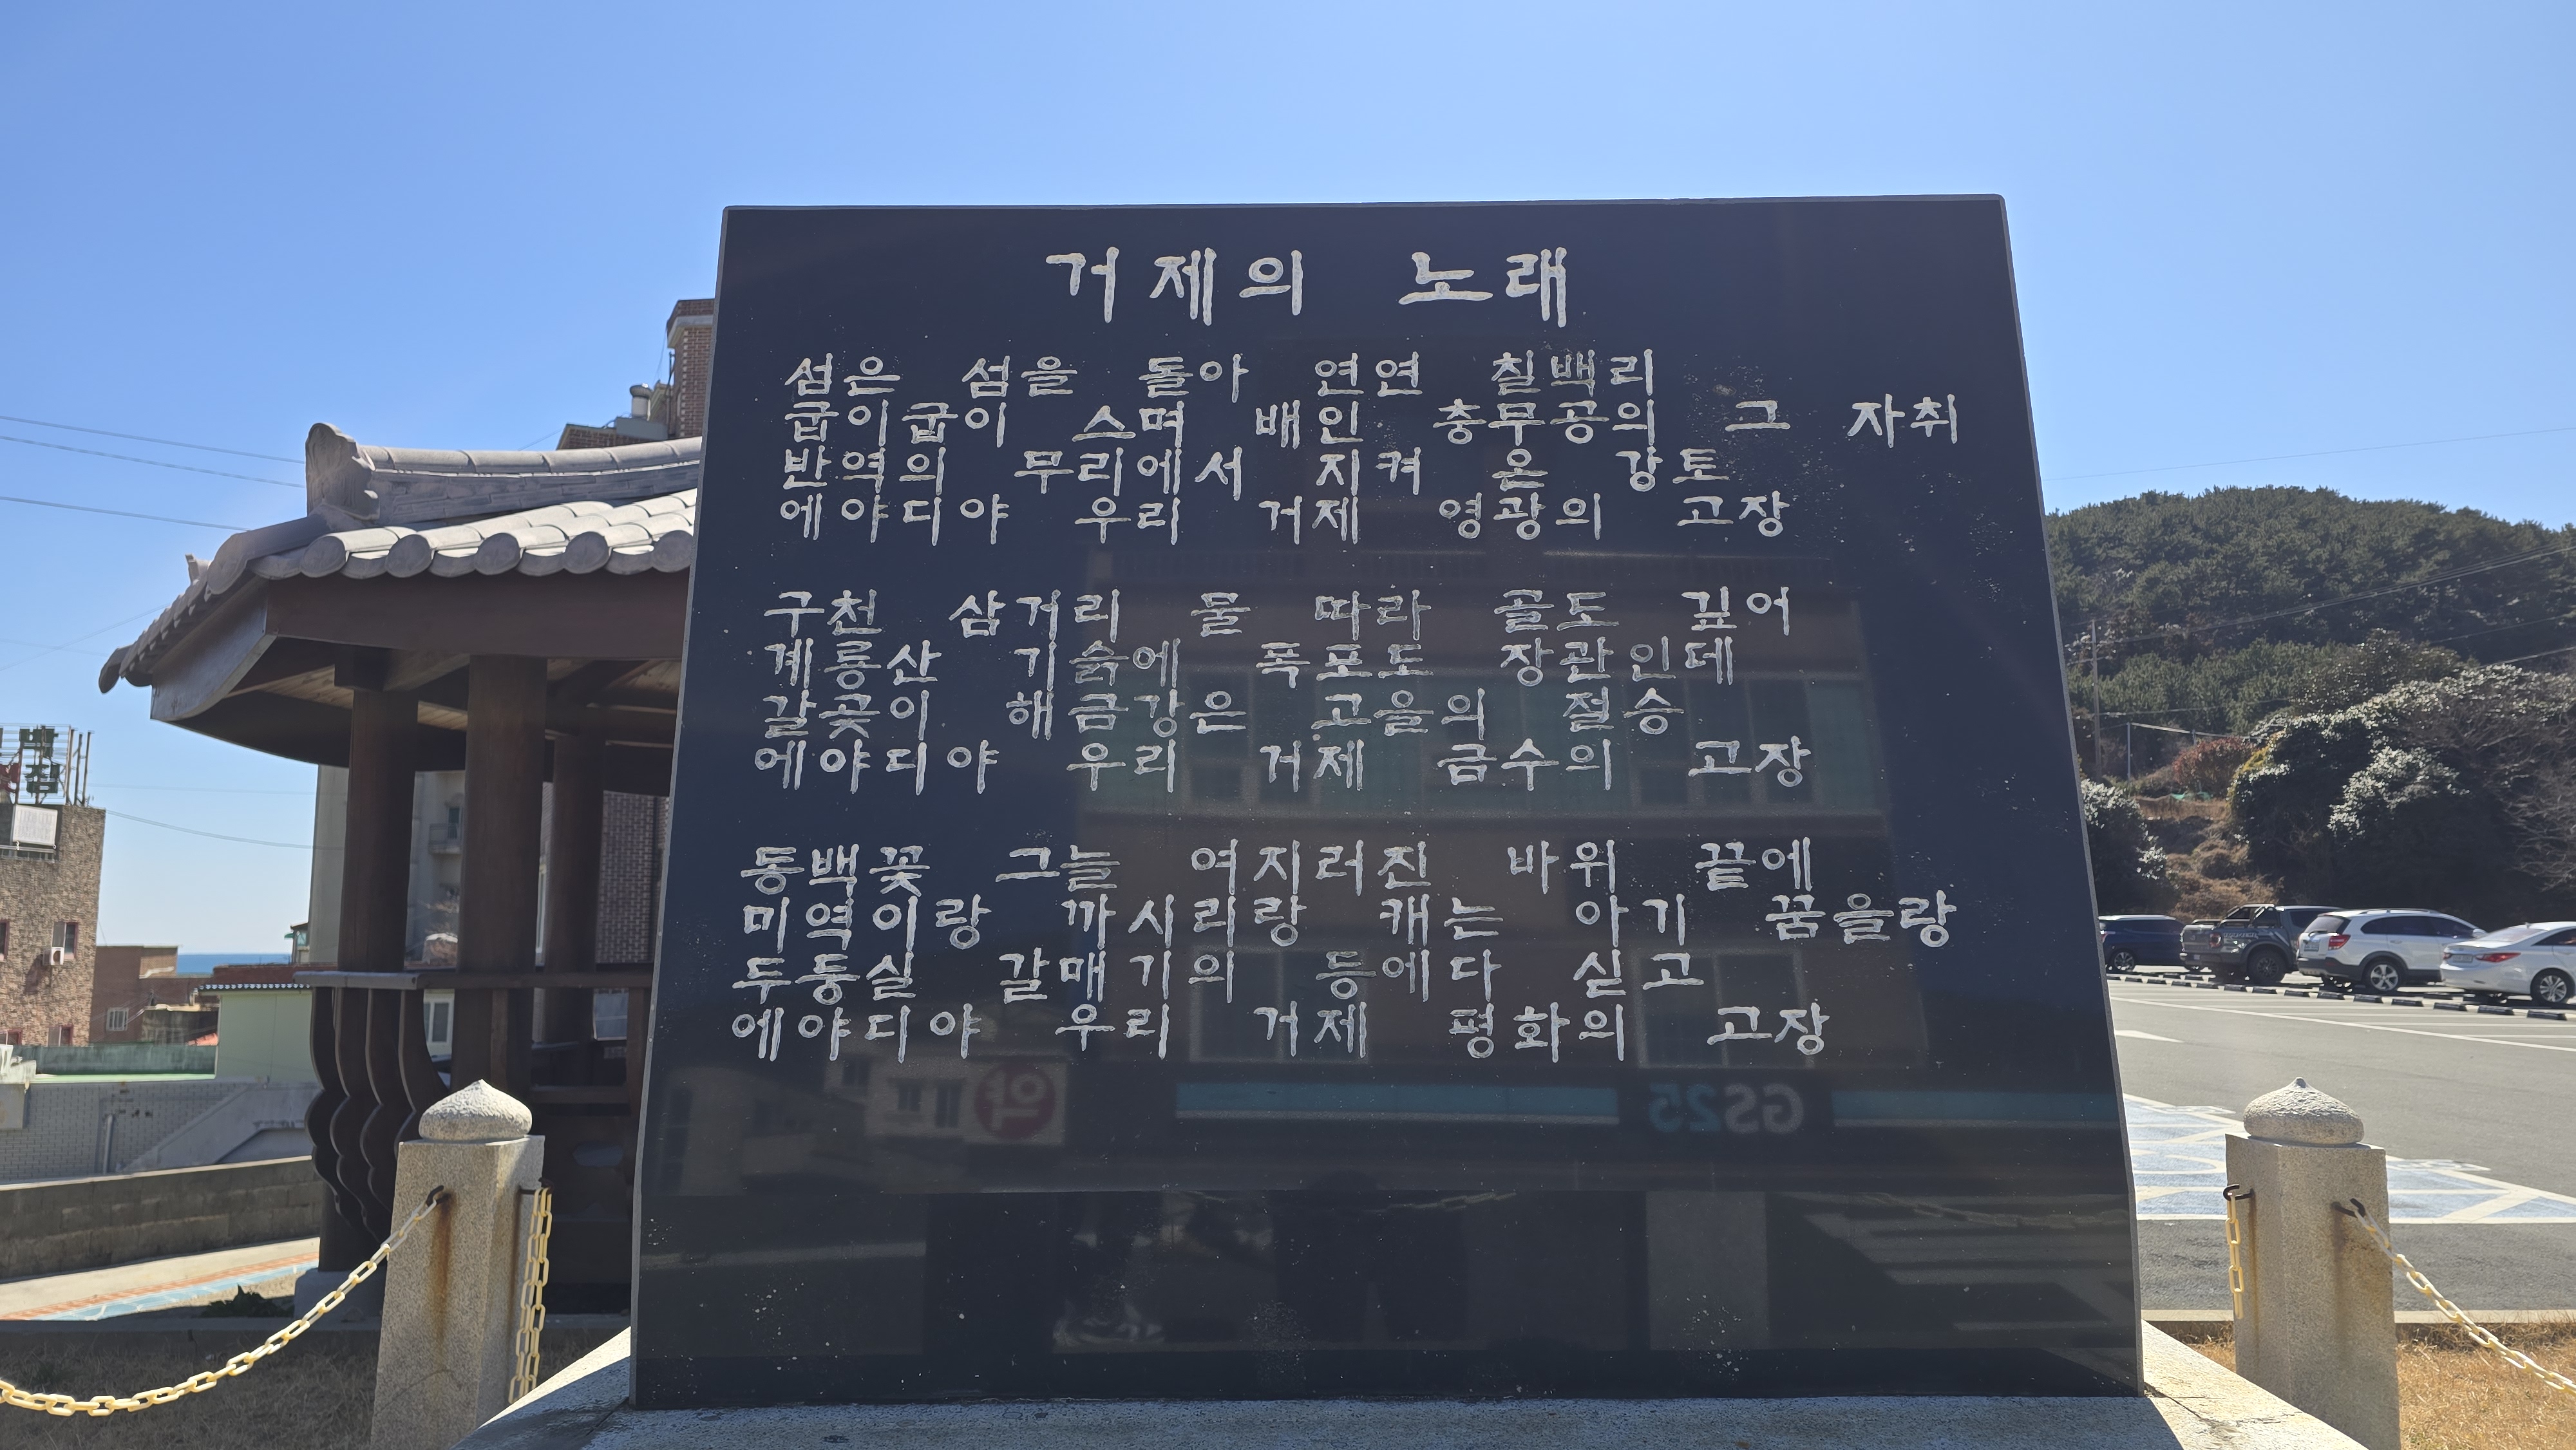 거제의 노래
섬은 섬을 돌아 연연 칠백리
굽이굽이 스며 배인 충무공의 그 자취
반역의 무리에서 지켜 온 강토
에야디야 우리 거제 영광의 고장
구천 삼거리 물 따라 골도 깊어
계룡산 기슭에 폭포도 장관인데
갈곶이 해금강은 고을의 절승
에야디야 우리 거제 금수의 고장
동백꽃 그늘 여지러진 바위 끝에
미역이랑 까시리랑 캐는 아기 꿈을랑
두둥실 갈매기의 등에다 싣고
에야디야 우리 거제 평화의 고장
약
GS25